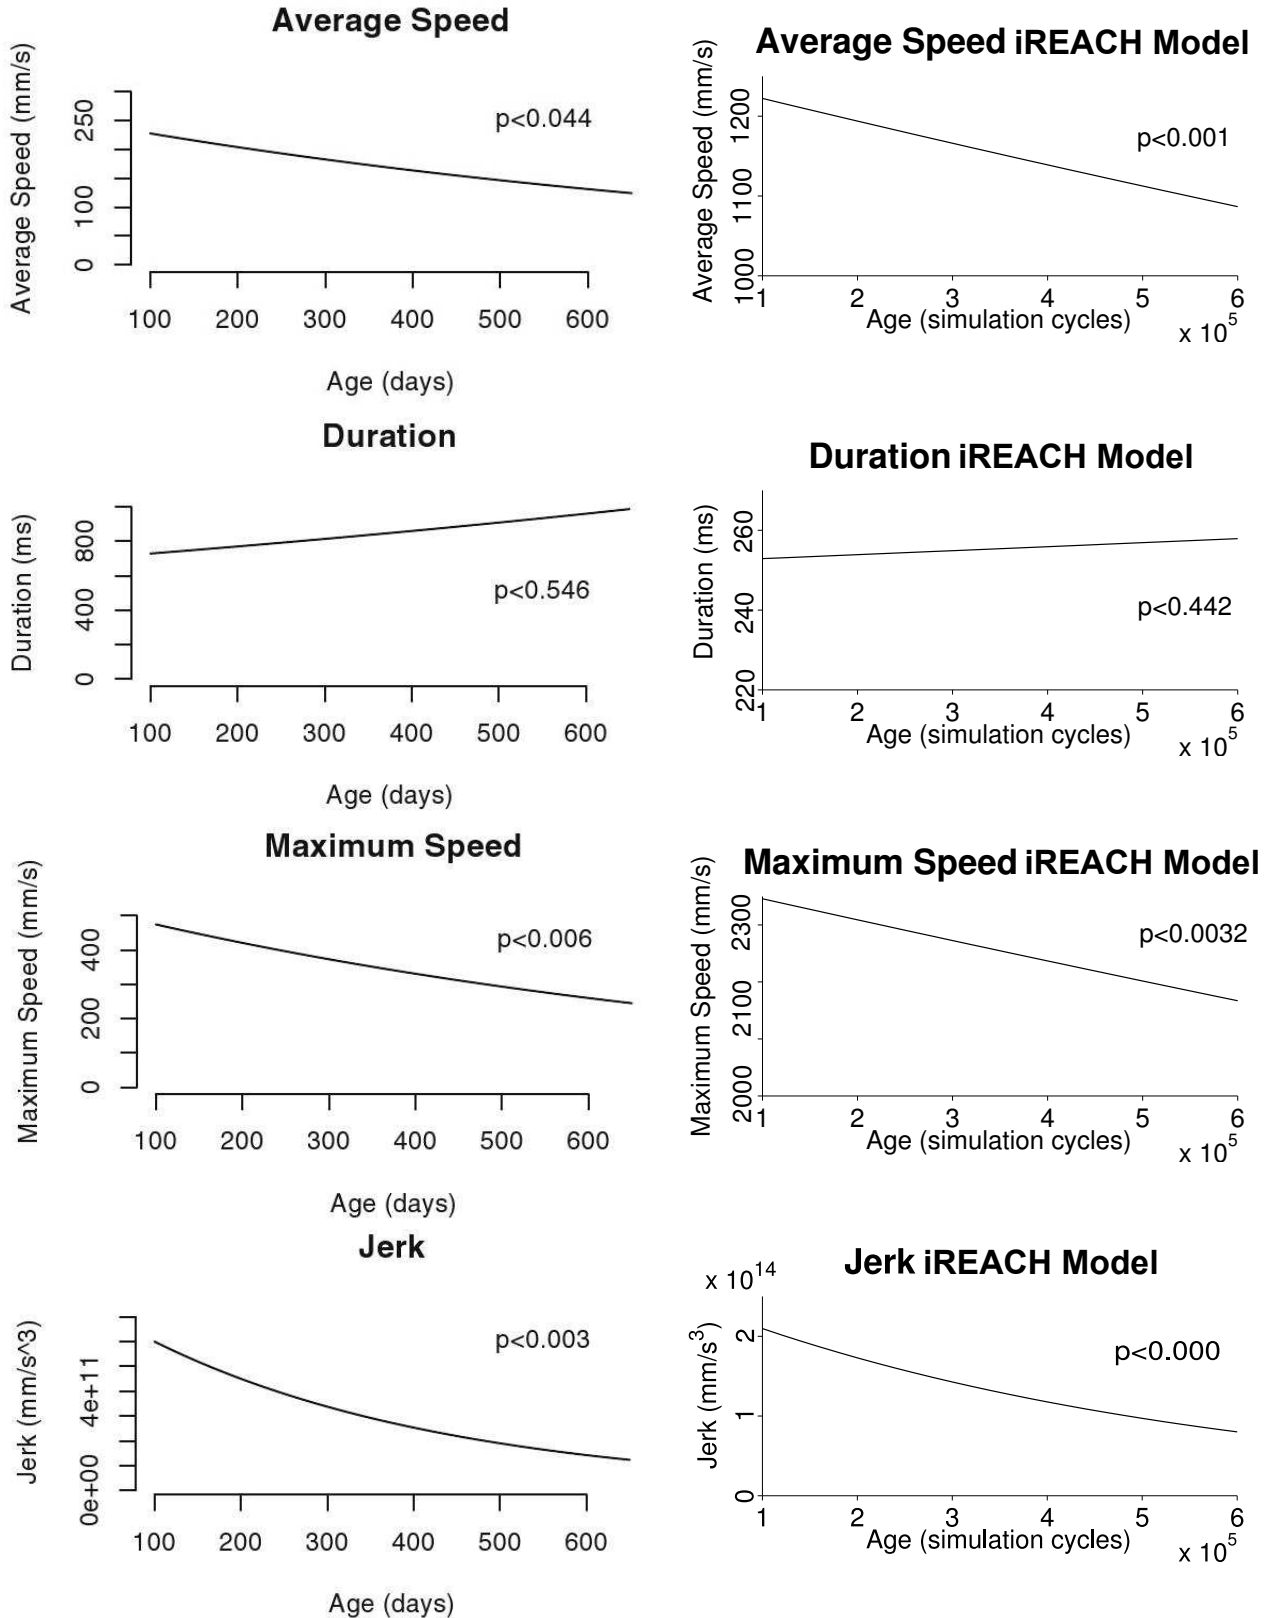 Average Speed
Average Speed (mm/s)
250
100
0
p<0.044
100 200 300 400 500 600
Age (days)
Average Speed iREACH Model
Average Speed (mm/s)
1200
1100
1000
p<0.001
1 2 3 4 5 6
Age (simulation cycles)
x 10^5
Duration
Duration (ms)
800
400
0
p<0.546
100 200 300 400 500 600
Age (days)
Duration iREACH Model
Duration (ms)
260
240
220
p<0.442
1 2 3 4 5 6
Age (simulation cycles)
x 10^5
Maximum Speed
Maximum Speed (mm/s)
400
200
0
p<0.006
100 200 300 400 500 600
Age (days)
Maximum Speed iREACH Model
Maximum Speed (mm/s)
2300
2100
2000
p<0.0032
1 2 3 4 5 6
Age (simulation cycles)
x 10^5
Jerk
Jerk (mm/s^3)
4e+11
0e+00
p<0.003
100 200 300 400 500 600
Age (days)
Jerk iREACH Model
x 10^14
Jerk (mm/s^3)
2
1
0
p<0.000
1 2 3 4 5 6
Age (simulation cycles)
x 10^5